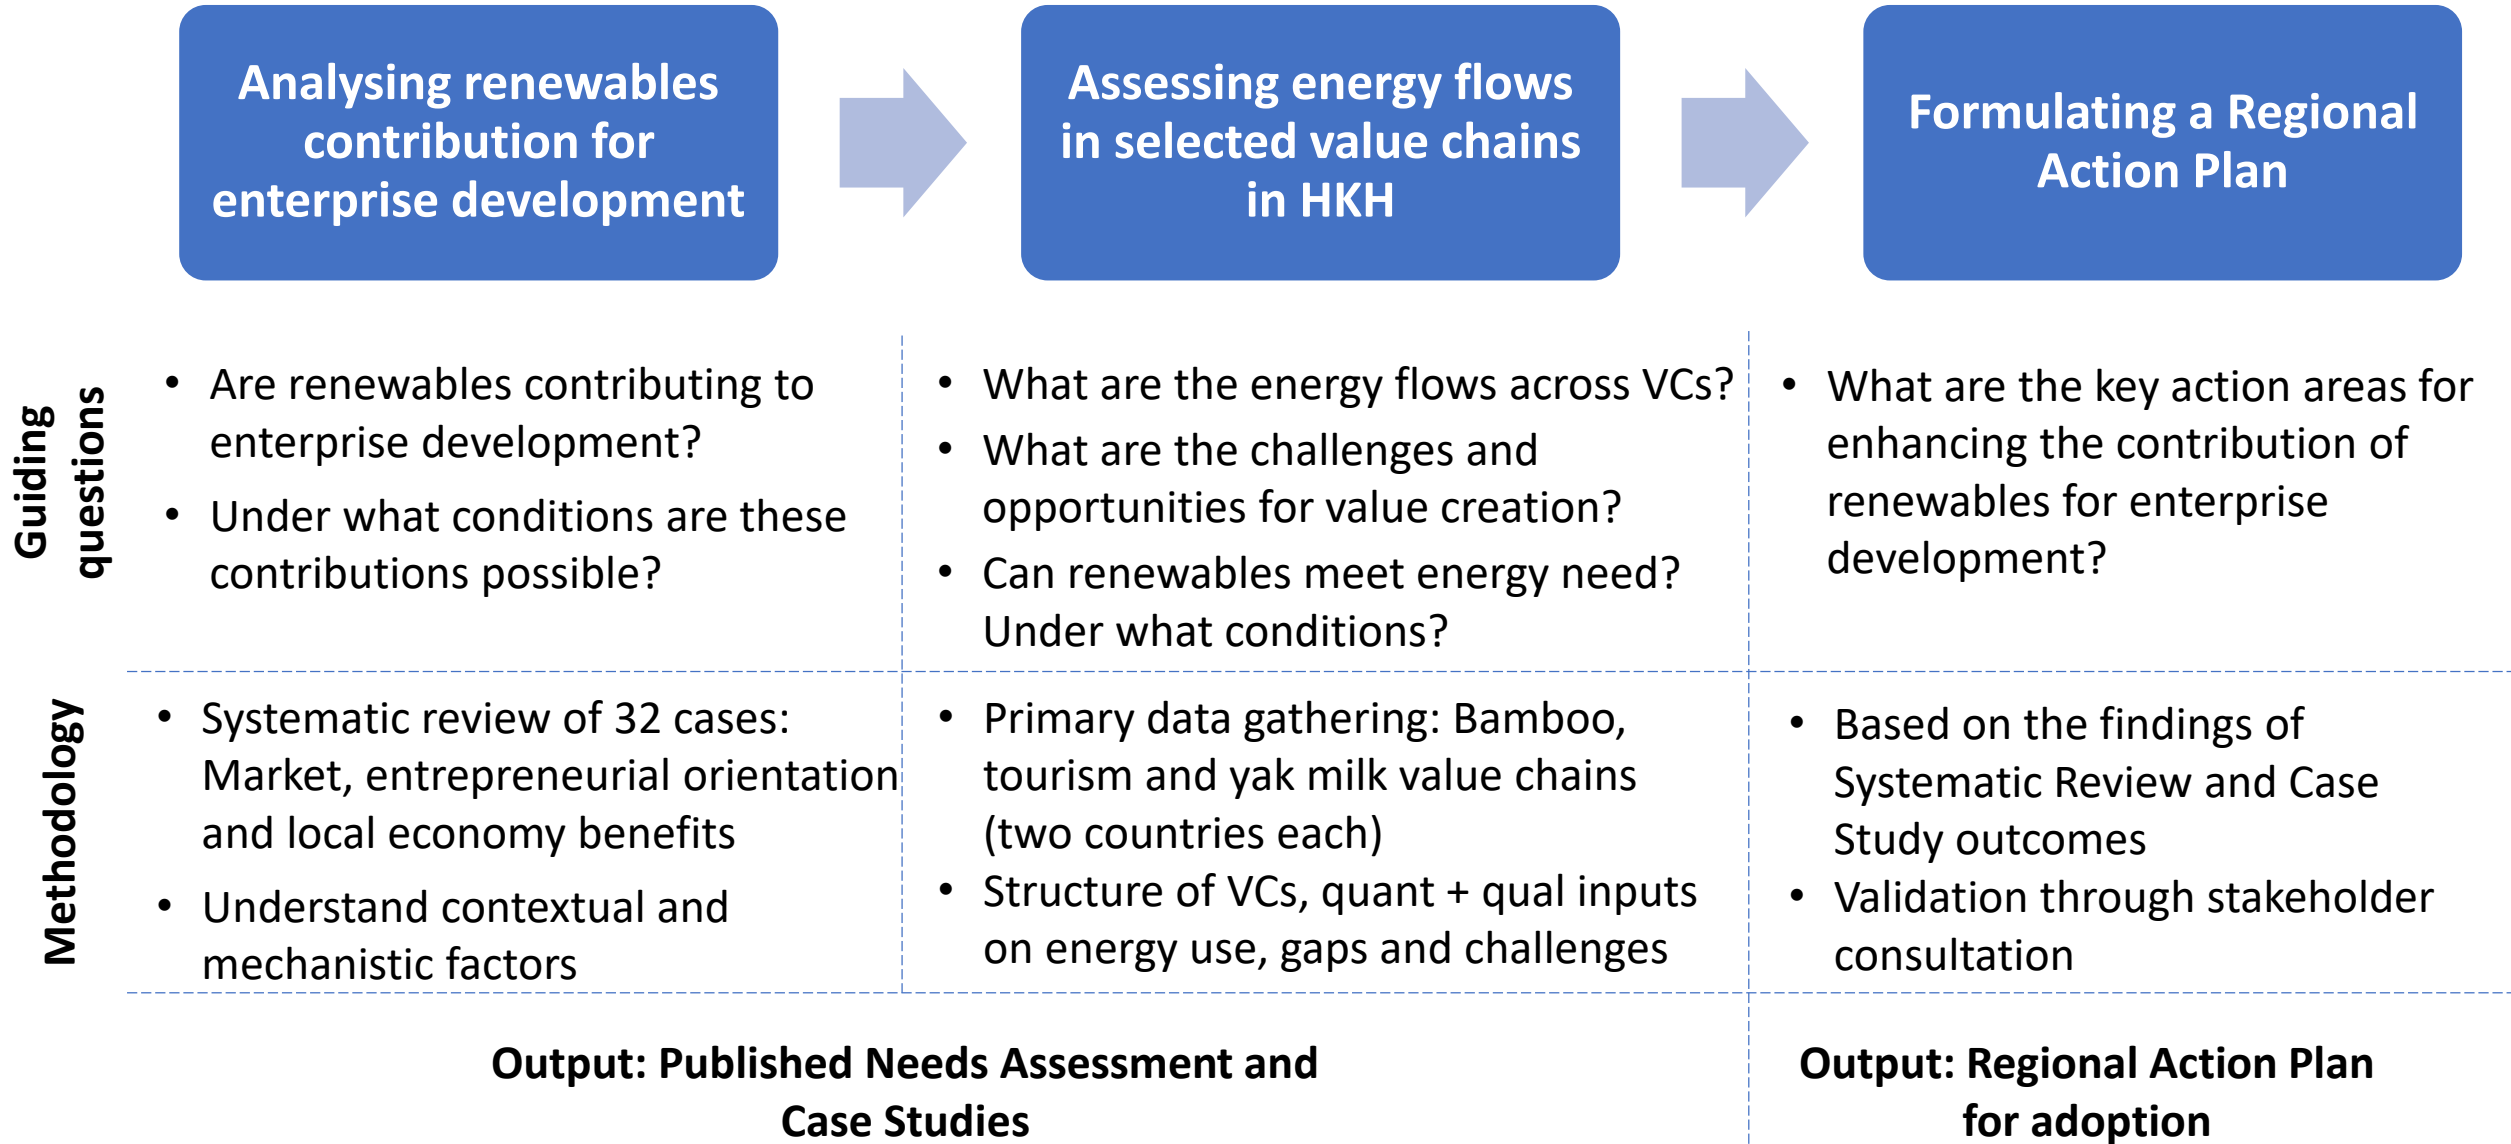 Analysing renewables
contribution for
enterprise development
Assessing energy flows
in selected value chains
in HKH
Formulating a Regional
Action Plan
Guiding
questions
• Are renewables contributing to
enterprise development?
• Under what conditions are these
contributions possible?
• What are the energy flows across VCs?
• What are the challenges and
opportunities for value creation?
• Can renewables meet energy need?
Under what conditions?
• What are the key action areas for
enhancing the contribution of
renewables for enterprise
development?
Methodology
• Systematic review of 32 cases:
Market, entrepreneurial orientation
and local economy benefits
• Understand contextual and
mechanistic factors
• Primary data gathering: Bamboo,
tourism and yak milk value chains
(two countries each)
• Structure of VCs, quant + qual inputs
on energy use, gaps and challenges
• Based on the findings of
Systematic Review and Case
Study outcomes
• Validation through stakeholder
consultation
Output: Published Needs Assessment and
Case Studies
Output: Regional Action Plan
for adoption